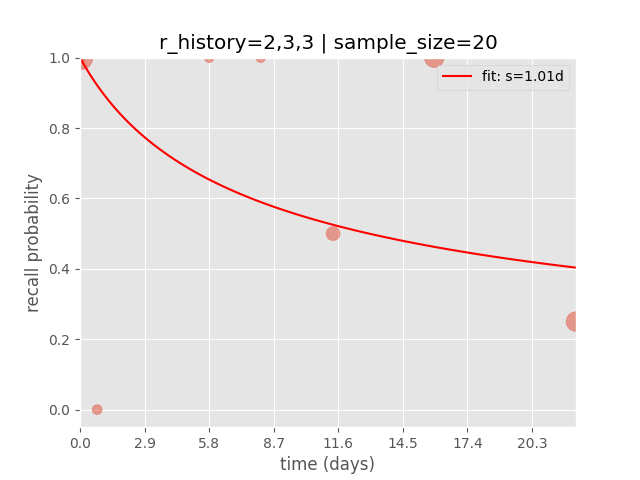 r_history=2,3,3 | sample_size=20
fit: s=1.01d
1.0
0.8
0.6
0.4
0.2
0.0
recall probability
0.0 2.9 5.8 8.7 11.6 14.5 17.4 20.3
time (days)